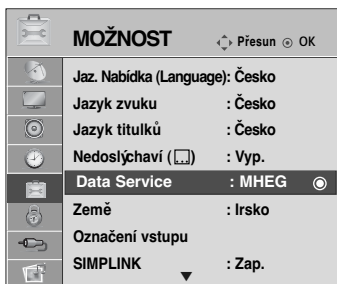 MOŽNOST Přesun OK
Jaz. Nabídka (Language): Česko
Jazyk zvuku : Česko
Jazyk titulků : Česko
Nedoslýchaví ( ) : Vyp.
Data Service : MHEG
Země : Irsko
Označení vstupu
SIMPLINK : Zap.